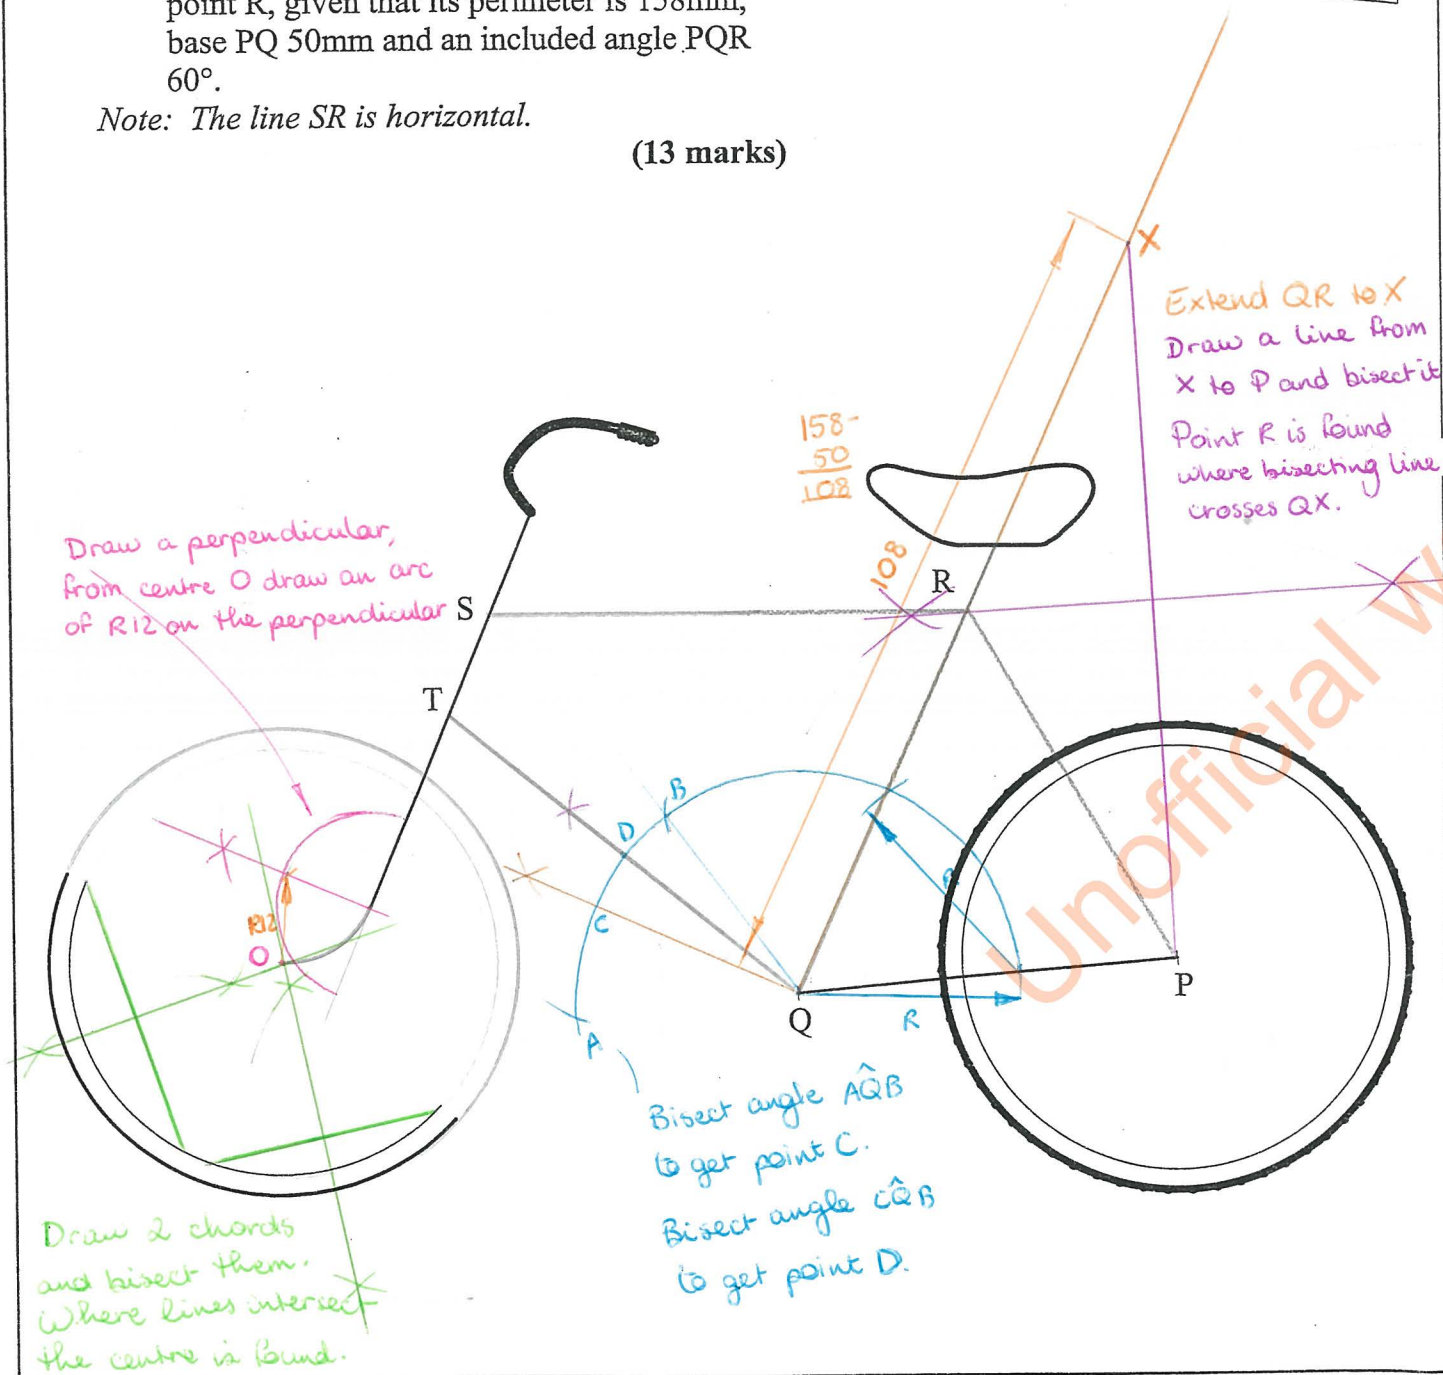 point R, given that its perimeter is 158mm,
base PQ 50mm and an included angle PQR
60°.
Note: The line SR is horizontal.
(13 marks)
X
Extend QR to X
Draw a line from
X to P and bisect it
Point R is found
where bisecting line
crosses QX.
158-
50
108
108
R
Draw a perpendicular,
from centre O draw an arc
of R12 on the perpendicular
S
T
B
D
C
R
R12
O
A
Q
R
P
Bisect angle AQ̂B
to get point C.
Bisect angle CQ̂B
to get point D.
Draw 2 chords
and bisect them.
Where lines intersect
the centre is found.
Unofficial